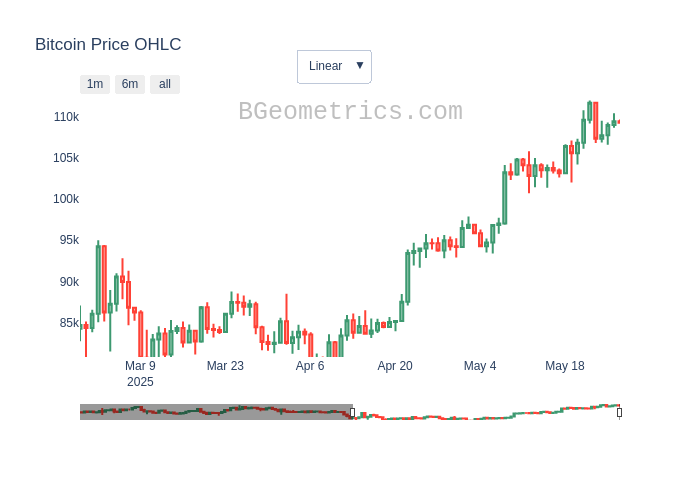 Bitcoin Price OHLC
Linear ▼
1m 6m all
BGeometrics.com
110k
105k
100k
95k
90k
85k
Mar 9 Mar 23 Apr 6 Apr 20 May 4 May 18
2025